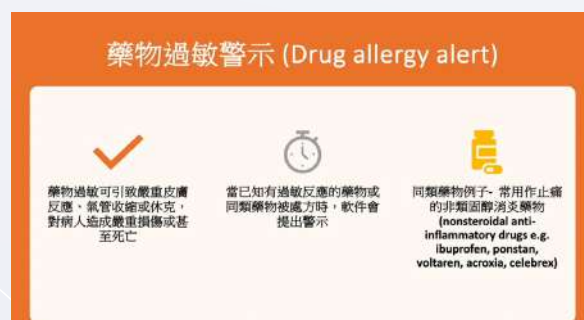 藥物過敏警示 (Drug allergy alert)
藥物過敏可引致嚴重皮膚
反應、氣管收縮或休克，
對病人造成嚴重損傷或甚
至死亡
當已知有過敏反應的藥物或
同類藥物被處方時，軟件會
提出警示
同類藥物例子- 常用作止痛
的非類固醇消炎藥物
(nonsteroidal anti-
inflammatory drugs e.g.
ibuprofen, ponstan,
voltaren, acroxia, celebrex)